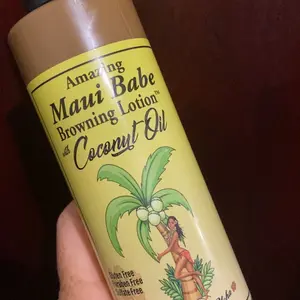 Amazing
Maui Babe
Browning Lotion™
with
Coconut Oil
Gluten Free
Paraben Free
Sulfate Free